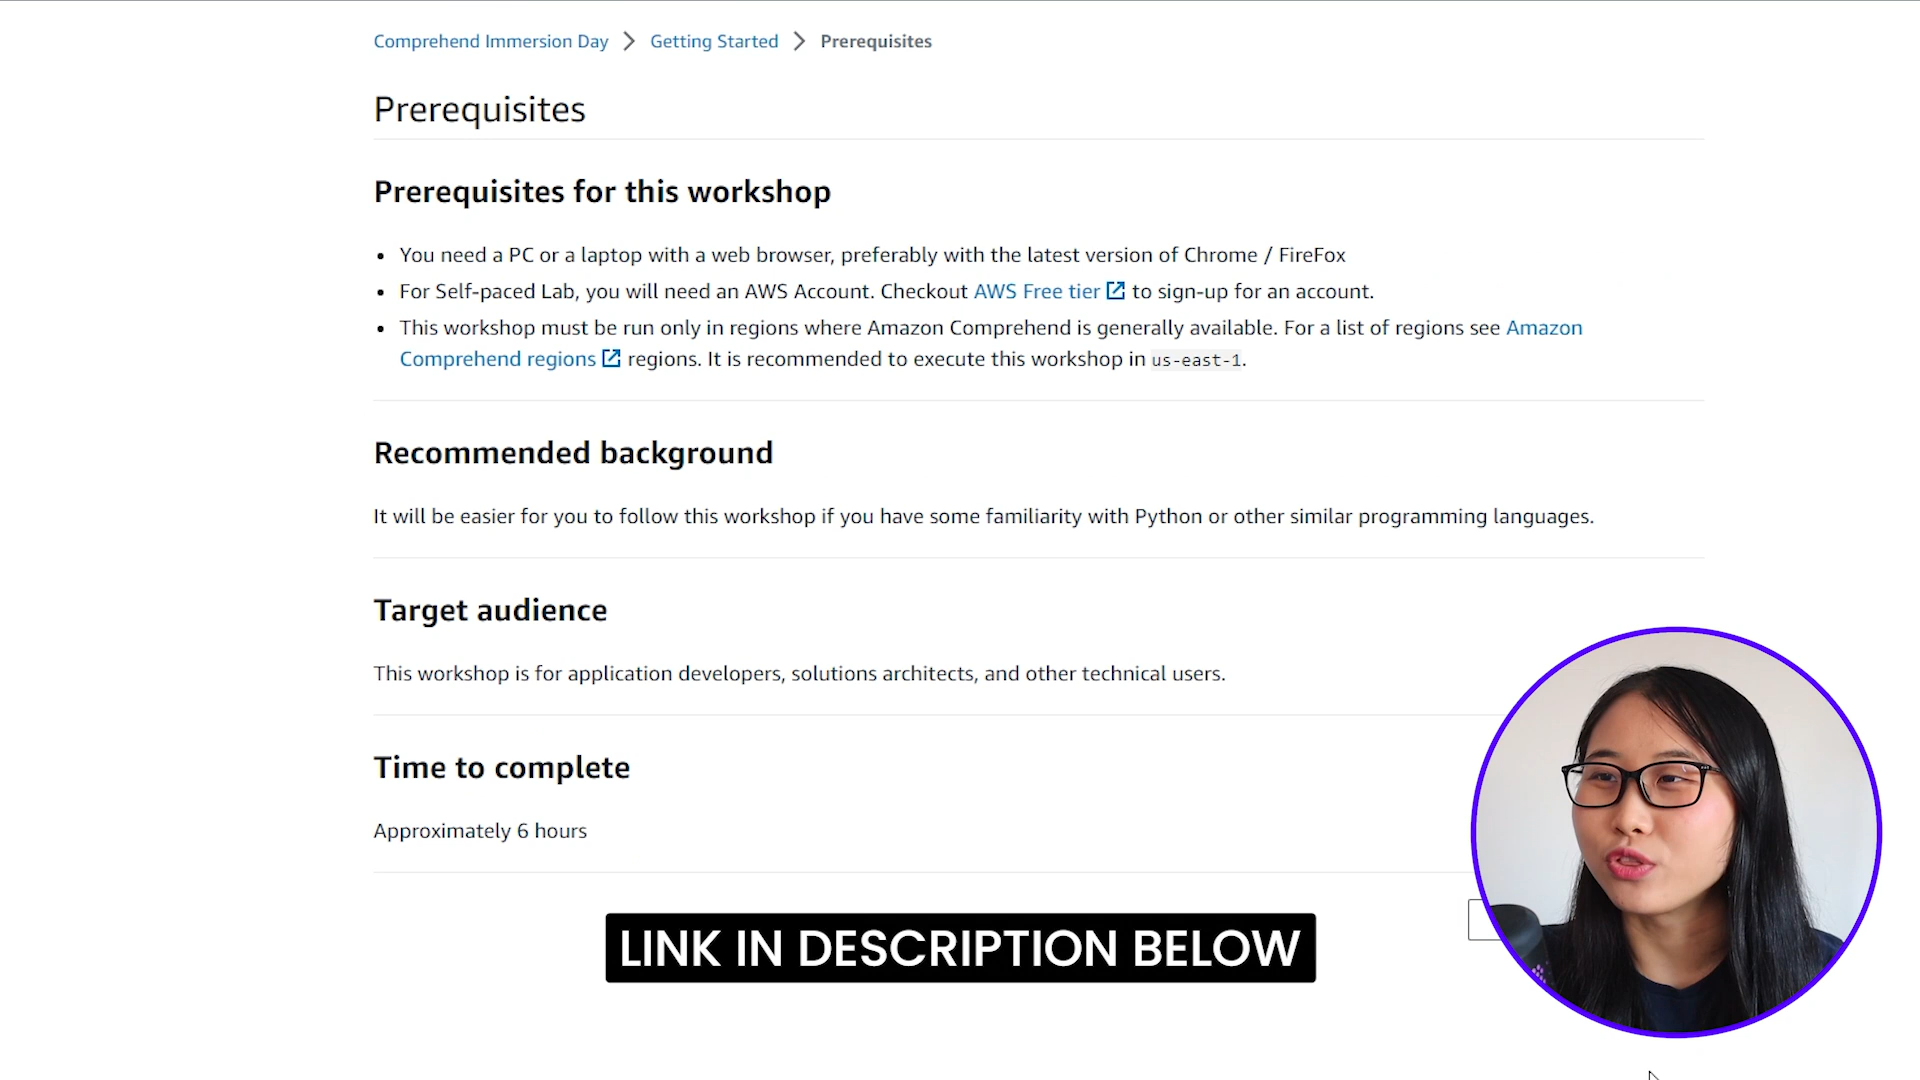 Comprehend Immersion Day > Getting Started > Prerequisites
Prerequisites
Prerequisites for this workshop
• You need a PC or a laptop with a web browser, preferably with the latest version of Chrome / FireFox
• For Self-paced Lab, you will need an AWS Account. Checkout AWS Free tier to sign-up for an account.
• This workshop must be run only in regions where Amazon Comprehend is generally available. For a list of regions see Amazon
Comprehend regions regions. It is recommended to execute this workshop in us-east-1.
Recommended background
It will be easier for you to follow this workshop if you have some familiarity with Python or other similar programming languages.
Target audience
This workshop is for application developers, solutions architects, and other technical users.
Time to complete
Approximately 6 hours
LINK IN DESCRIPTION BELOW